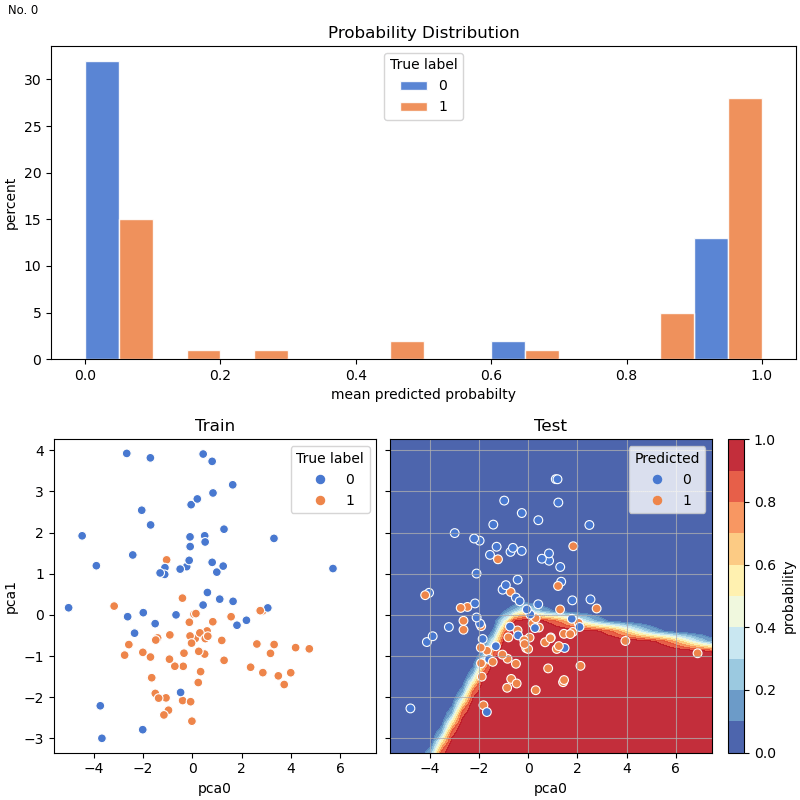 No. 0
Probability Distribution
True label
0
1
percent
30
25
20
15
10
5
0
0.0 0.2 0.4 0.6 0.8 1.0
mean predicted probabilty
Train
True label
0
1
pca1
4
3
2
1
0
−1
−2
−3
−4 −2 0 2 4 6
pca0
Test
Predicted
0
1
−4 −2 0 2 4 6
pca0
1.0
0.8
0.6
0.4
0.2
0.0
probability